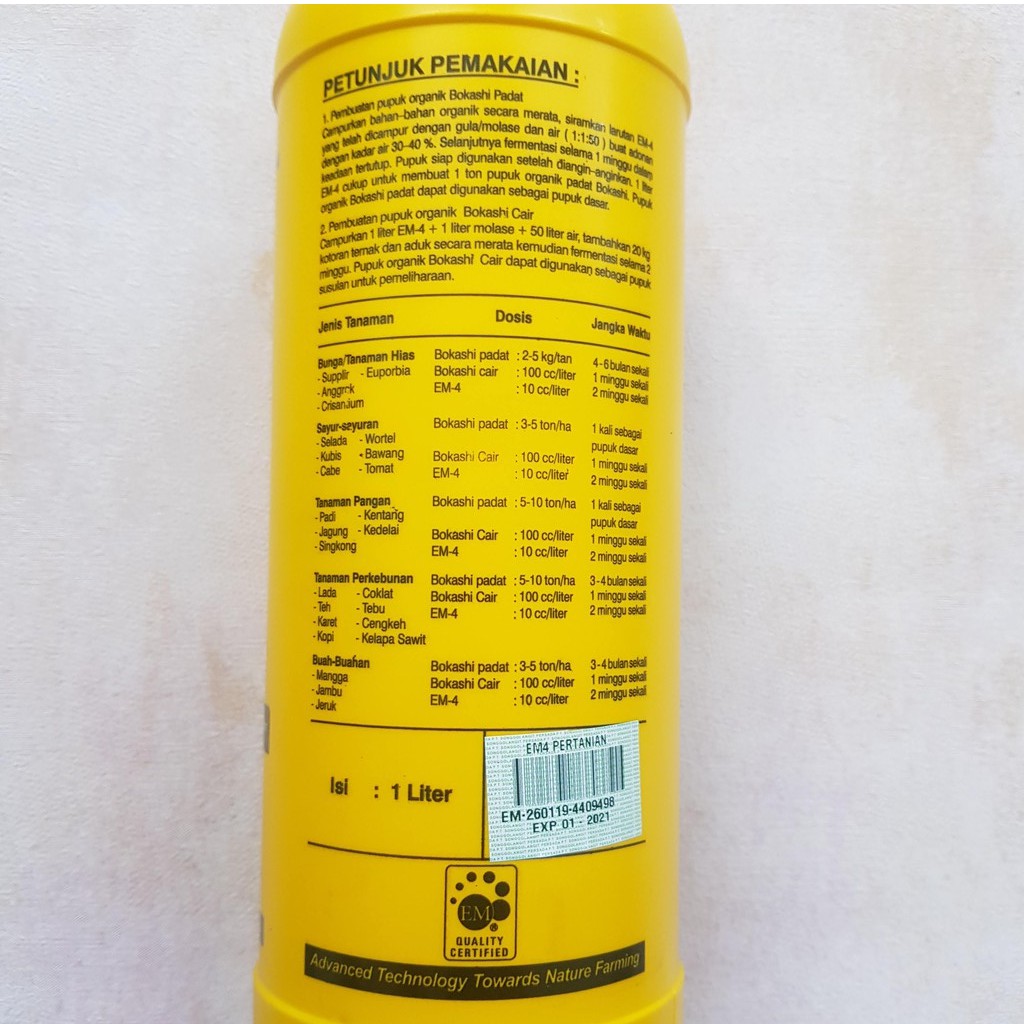 PETUNJUK PEMAKAIAN :
1. Pembuatan pupuk organik Bokashi Padat
Campurkan bahan-bahan organik secara merata, siramkan larutan EM-4
yang telah dicampur dengan gula/molase dan air ( 1:1:50 ) buat adonan
dengan kadar air 30-40 %. Selanjutnya fermentasi selama 1 minggu dalam
keadaan tertutup. Pupuk siap digunakan setelah diangin-anginkan. 1 liter
EM-4 cukup untuk membuat 1 ton pupuk organik padat Bokashi. Pupuk
organik Bokashi padat dapat digunakan sebagai pupuk dasar.
2. Pembuatan pupuk organik Bokashi Cair
Campurkan 1 liter EM-4 + 1 liter molase + 50 liter air, tambahkan 20 kg
kotoran ternak dan aduk secara merata kemudian fermentasi selama 2
minggu. Pupuk organik Bokashi Cair dapat digunakan sebagai pupuk
susulan untuk pemeliharaan.
Jenis Tanaman Dosis Jangka Waktu
Bunga/Tanaman Hias Bokashi padat : 2-5 kg/tan 4-6 bulan sekali
- Supplir - Euporbia Bokashi cair : 100 cc/liter 1 minggu sekali
- Anggrek EM-4 : 10 cc/liter 2 minggu sekali
- Crisantium
Sayur-sayuran Bokashi padat : 3-5 ton/ha 1 kali sebagai
- Selada - Wortel pupuk dasar
- Kubis - Bawang Bokashi Cair : 100 cc/liter 1 minggu sekali
- Cabe - Tomat EM-4 : 10 cc/liter 2 minggu sekali
Tanaman Pangan Bokashi padat : 5-10 ton/ha 1 kali sebagai
- Padi - Kentang pupuk dasar
- Jagung - Kedelai Bokashi Cair : 100 cc/liter 1 minggu sekali
- Singkong EM-4 : 10 cc/liter 2 minggu sekali
Tanaman Perkebunan Bokashi padat : 5-10 ton/ha 3-4 bulan sekali
- Lada - Coklat Bokashi Cair : 100 cc/liter 1 minggu sekali
- Teh - Tebu EM-4 : 10 cc/liter 2 minggu sekali
- Karet - Cengkeh
- Kopi - Kelapa Sawit
Buah-Buahan Bokashi padat : 3-5 ton/ha 3-4 bulan sekali
- Mangga Bokashi Cair : 100 cc/liter 1 minggu sekali
- Jambu EM-4 : 10 cc/liter 2 minggu sekali
- Jeruk
Isi : 1 Liter
EM4 PERTANIAN
EM-260119-4409498
EXP 01 - 2021
EM ®
QUALITY
CERTIFIED
Advanced Technology Towards Nature Farming